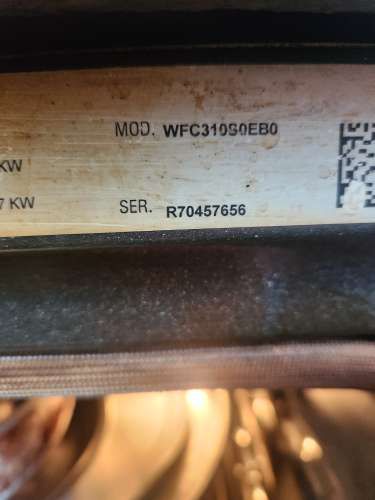 MOD. WFC310S0EB0
KW
7 KW
SER. R70457656